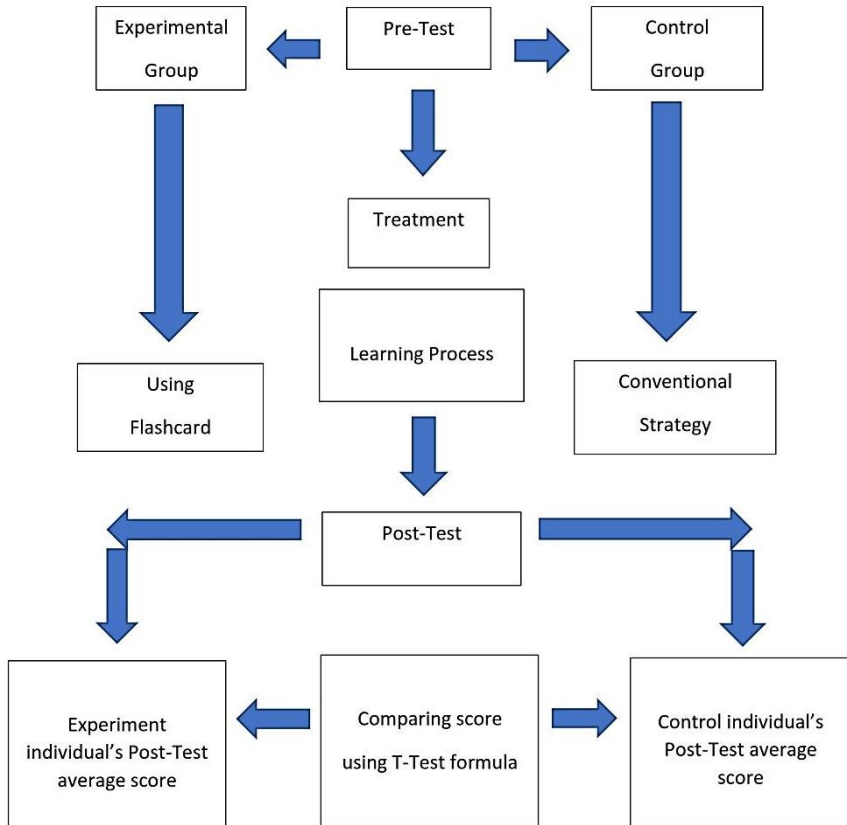 Experimental
Group
Pre-Test
Control
Group
Treatment
Learning Process
Using
Flashcard
Conventional
Strategy
Post-Test
Experiment
individual’s Post-Test
average score
Comparing score
using T-Test formula
Control individual’s
Post-Test average
score